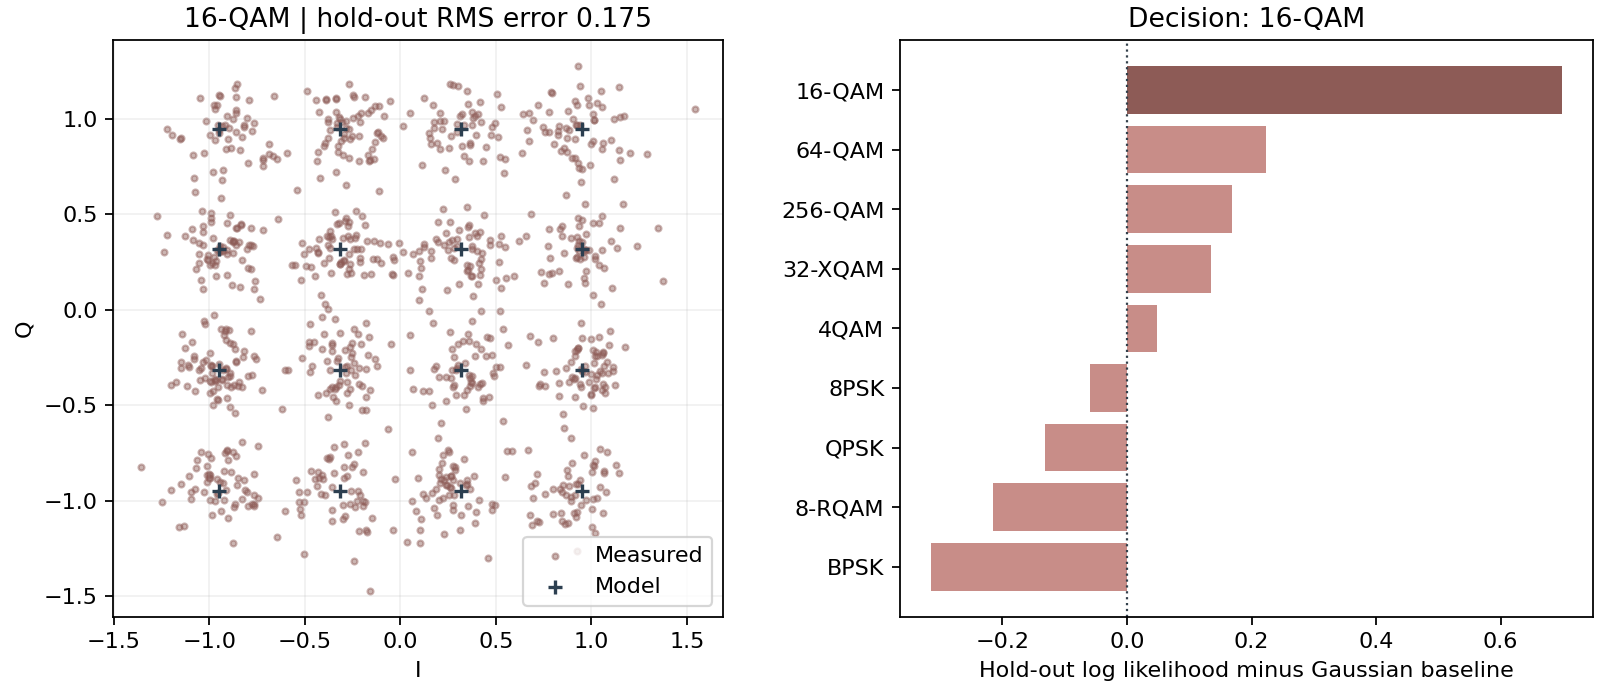 16-QAM | hold-out RMS error 0.175
Q
1.0
0.5
0.0
−0.5
−1.0
−1.5
−1.5
−1.0
−0.5
0.0
0.5
1.0
1.5
I
Measured
Model
Decision: 16-QAM
16-QAM
64-QAM
256-QAM
32-XQAM
4QAM
8PSK
QPSK
8-RQAM
BPSK
−0.2
0.0
0.2
0.4
0.6
Hold-out log likelihood minus Gaussian baseline